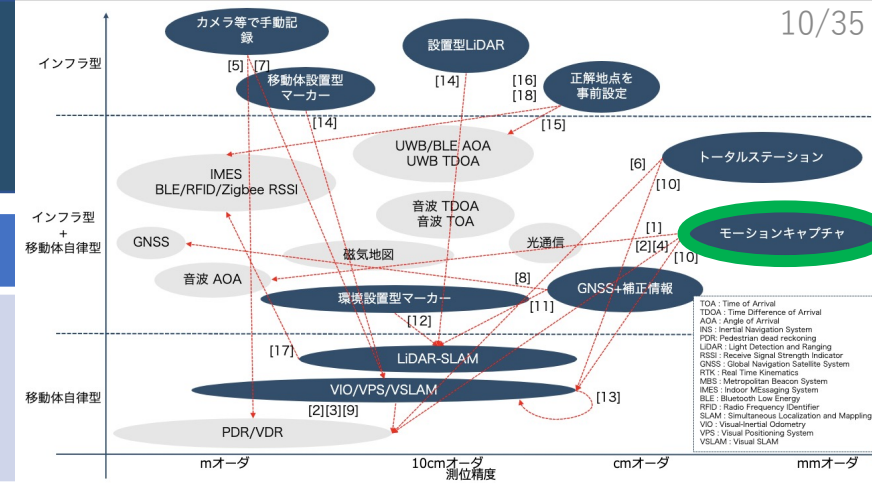 10/35
カメラ等で手動記
録
設置型LiDAR
インフラ型
[5]
[7]
移動体設置型
マーカー
[14]
[16]
[18]
正解地点を
事前設定
[14]
[15]
UWB/BLE AOA
UWB TDOA
[6]
トータルステーション
IMES
BLE/RFID/Zigbee RSSI
[10]
音波 TDOA
音波 TOA
インフラ型
+
移動体自律型
[1]
モーションキャプチャ
GNSS
光通信
[2][4]
磁気地図
[10]
音波 AOA
[8]
GNSS+補正情報
環境設置型マーカー
[11]
[12]
TOA : Time of Arrival
TDOA : Time Difference of Arrival
AOA : Angle of Arrival
INS : Inertial Navigation System
PDR: Pedestrian dead reckoning
LiDAR : Light Detection and Ranging
RSSI : Receive Signal Strength Indicator
GNSS : Global Navigation Satellite System
RTK : Real Time Kinematics
MBS : Metropolitan Beacon System
IMES : Indoor MEssaging System
BLE : Bluetooth Low Energy
RFID : Radio Frequency IDentifier
SLAM : Simultaneous Localization and Mapping
VIO : Visual-Inertial Odometry
VPS : Visual Positioning System
VSLAM : Visual SLAM
[17]
LiDAR-SLAM
移動体自律型
VIO/VPS/VSLAM
[13]
[2][3][9]
PDR/VDR
mオーダ
10cmオーダ
cmオーダ
mmオーダ
測位精度